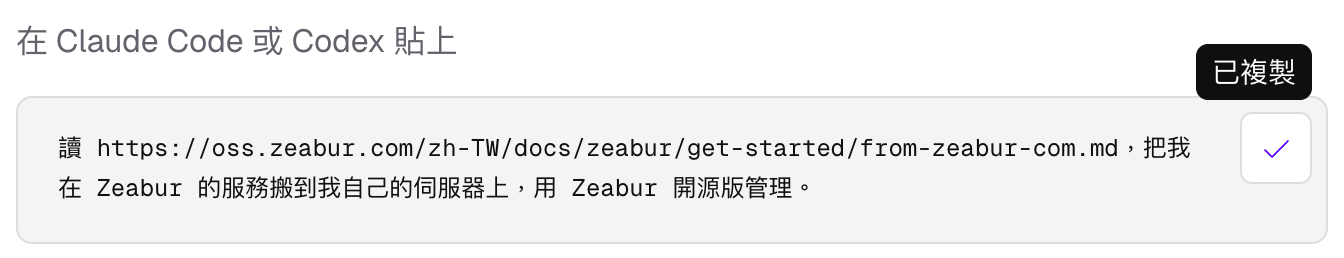 在 Claude Code 或 Codex 貼上
已複製
讀 https://oss.zeabur.com/zh-TW/docs/zeabur/get-started/from-zeabur-com.md，把我
在 Zeabur 的服務搬到我自己的伺服器上，用 Zeabur 開源版管理。